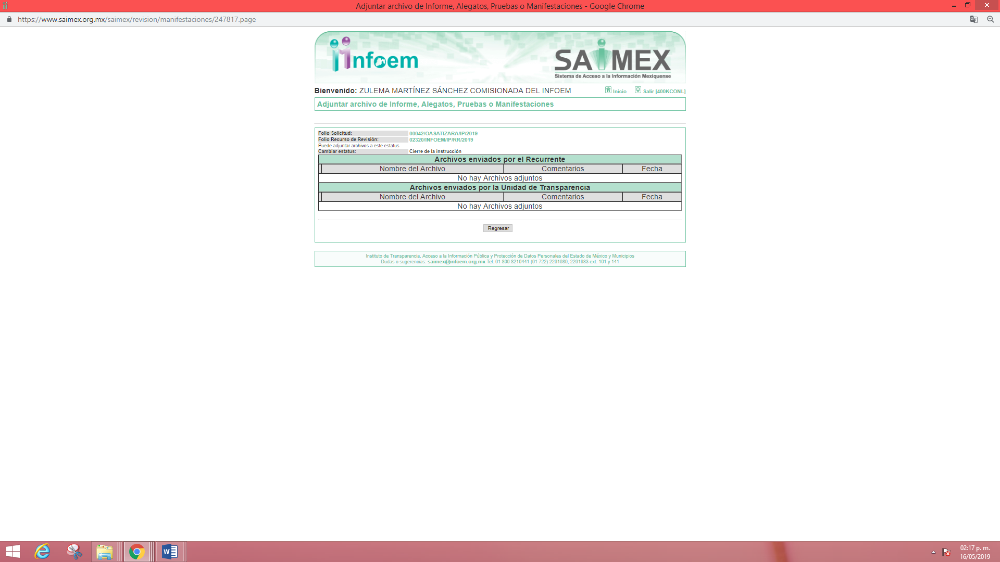 Adjuntar archivo de Informe, Alegatos, Pruebas o Manifestaciones - Google Chrome
https://www.saimex.org.mx/saimex/revision/manifestaciones/247817.page
infoem
SAIMEX
Sistema de Acceso a la Información Mexiquense
Bienvenido: ZULEMA MARTÍNEZ SÁNCHEZ COMISIONADA DEL INFOEM
Inicio
Salir [400KCONL]
Adjuntar archivo de Informe, Alegatos, Pruebas o Manifestaciones
Folio Solicitud: 00042/OASATIZARA/IP/2019
Folio Recurso de Revisión: 02320/INFOEM/IP/RR/2019
Puede adjuntar archivos a este estatus
Cambiar estatus: Cierre de la instrucción
Archivos enviados por el Recurrente
Nombre del Archivo Comentarios Fecha
No hay Archivos adjuntos
Archivos enviados por la Unidad de Transparencia
Nombre del Archivo Comentarios Fecha
No hay Archivos adjuntos
Regresar
Instituto de Transparencia, Acceso a la Información Pública y Protección de Datos Personales del Estado de México y Municipios
Dudas o sugerencias: saimex@infoem.org.mx Tel. 01 800 8210441 (01 722) 2261680, 2261983 ext. 101 y 141
02:17 p. m.
16/05/2019